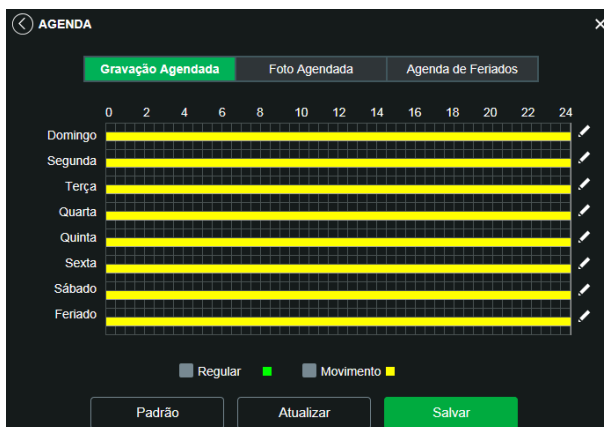 AGENDA
Gravação Agendada Foto Agendada Agenda de Feriados
0 2 4 6 8 10 12 14 16 18 20 22 24
Domingo
Segunda
Terça
Quarta
Quinta
Sexta
Sábado
Feriado
Regular Movimento
Padrão Atualizar Salvar